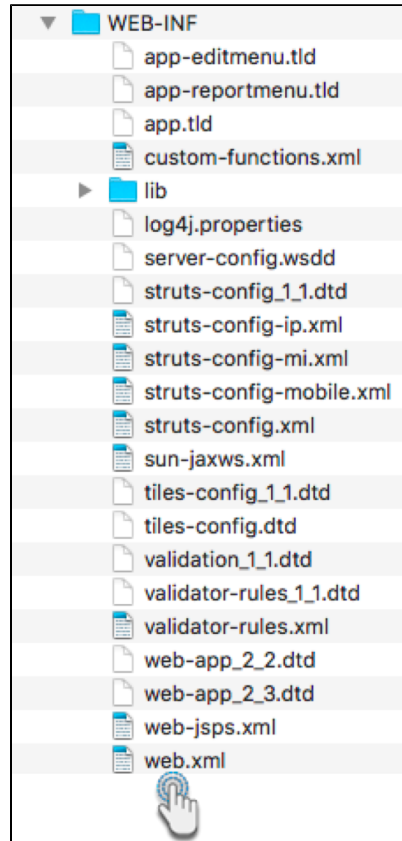 WEB-INF
app-editmenu.tld
app-reportmenu.tld
app.tld
custom-functions.xml
lib
log4j.properties
server-config.wsdd
struts-config_1_1.dtd
struts-config-ip.xml
struts-config-mi.xml
struts-config-mobile.xml
struts-config.xml
sun-jaxws.xml
tiles-config_1_1.dtd
tiles-config.dtd
validation_1_1.dtd
validator-rules_1_1.dtd
validator-rules.xml
web-app_2_2.dtd
web-app_2_3.dtd
web-jsps.xml
web.xml